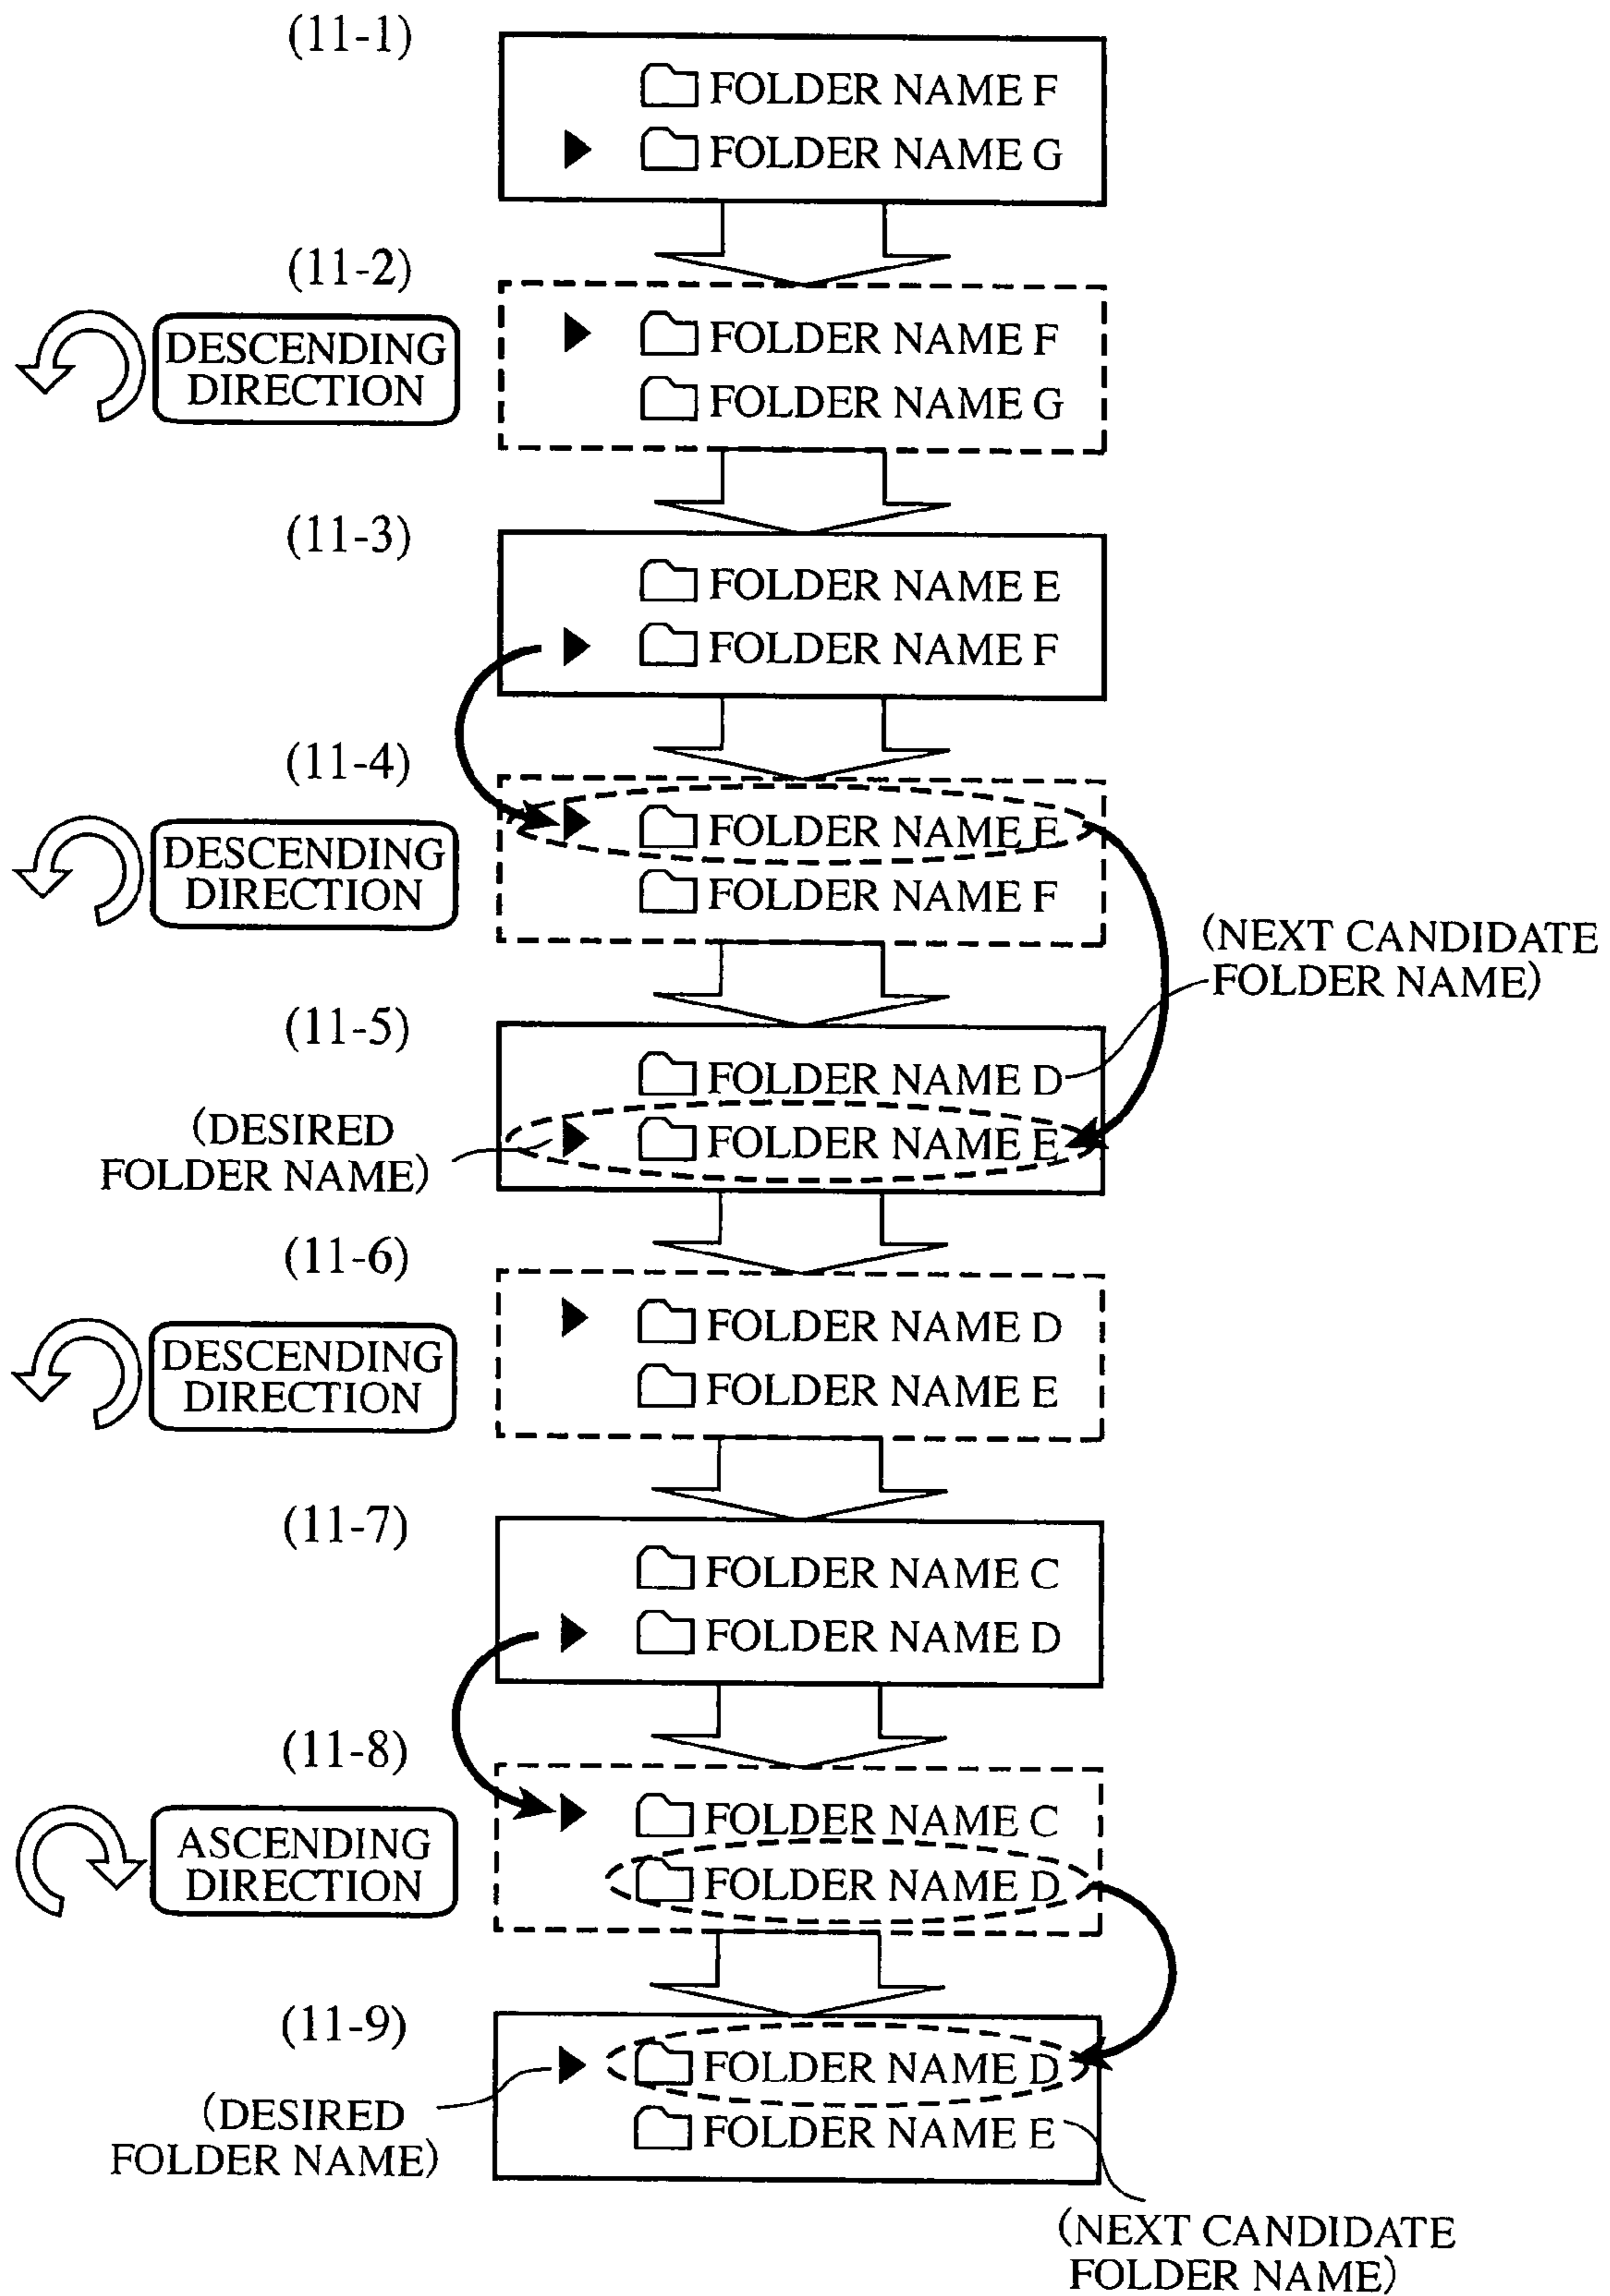 (11-1)
FOLDER NAME F
FOLDER NAME G
(11-2)
DESCENDING
DIRECTION
FOLDER NAME F
FOLDER NAME G
(11-3)
FOLDER NAME E
FOLDER NAME F
(11-4)
DESCENDING
DIRECTION
FOLDER NAME E
FOLDER NAME F
(NEXT CANDIDATE
FOLDER NAME)
(11-5)
FOLDER NAME D
FOLDER NAME E
(DESIRED
FOLDER NAME)
(11-6)
DESCENDING
DIRECTION
FOLDER NAME D
FOLDER NAME E
(11-7)
FOLDER NAME C
FOLDER NAME D
(11-8)
ASCENDING
DIRECTION
FOLDER NAME C
FOLDER NAME D
(11-9)
FOLDER NAME D
FOLDER NAME E
(DESIRED
FOLDER NAME)
(NEXT CANDIDATE
FOLDER NAME)